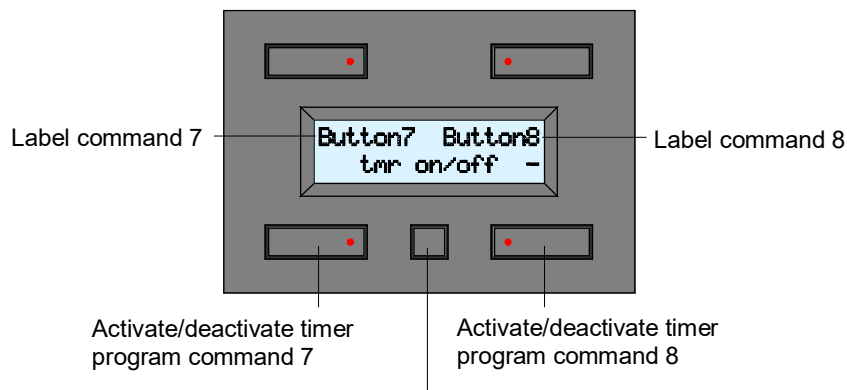 Button7 Button8
tmr on/off -
Label command 7
Label command 8
Activate/deactivate timer
program command 7
Activate/deactivate timer
program command 8